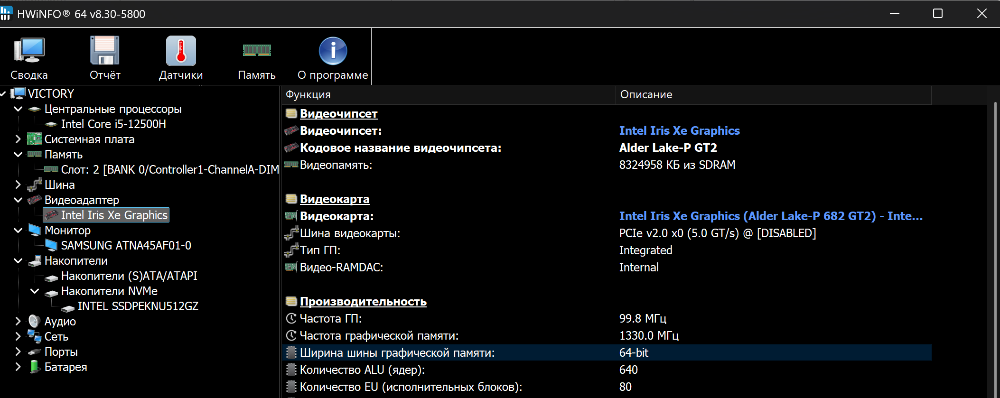 HWiNFO® 64 v8.30-5800
Сводка
Отчёт
Датчики
Память
О программе
VICTORY
Центральные процессоры
Intel Core i5-12500H
Системная плата
Память
Слот: 2 [BANK 0/Controller1-ChannelA-DIM
Шина
Видеоадаптер
Intel Iris Xe Graphics
Монитор
SAMSUNG ATNA45AF01-0
Накопители
Накопители (S)ATA/ATAPI
Накопители NVMe
INTEL SSDPEKNU512GZ
Аудио
Сеть
Порты
Батарея
Функция Описание
Видеочипсет
Видеочипсет: Intel Iris Xe Graphics
Кодовое название видеочипсета: Alder Lake-P GT2
Видеопамять: 8324958 КБ из SDRAM
Видеокарта
Видеокарта: Intel Iris Xe Graphics (Alder Lake-P 682 GT2) - Inte...
Шина видеокарты: PCIe v2.0 x0 (5.0 GT/s) @ [DISABLED]
Тип ГП: Integrated
Видео-RAMDAC: Internal
Производительность
Частота ГП: 99.8 МГц
Частота графической памяти: 1330.0 МГц
Ширина шины графической памяти: 64-bit
Количество ALU (ядер): 640
Количество EU (исполнительных блоков): 80